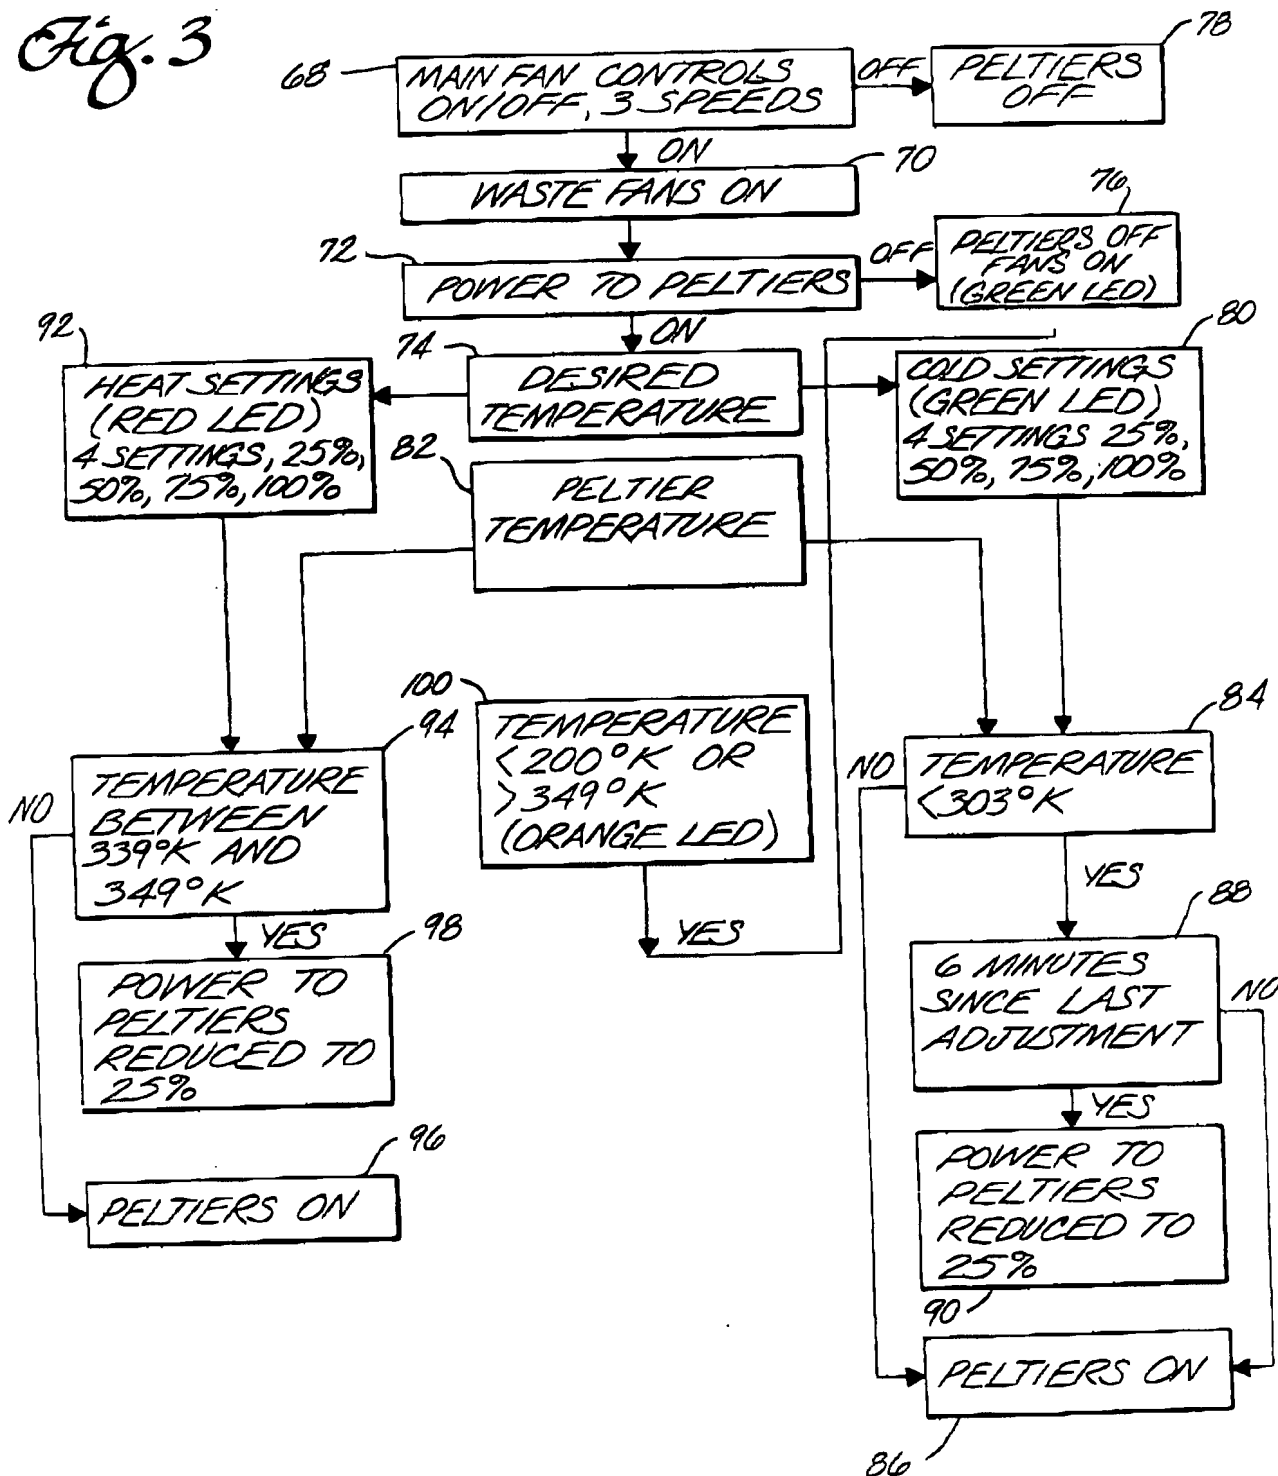 Fig. 3
68
MAIN FAN CONTROLS
ON/OFF, 3 SPEEDS
OFF
PELTIERS
OFF
78
ON
70
WASTE FANS ON
72
POWER TO PELTIERS
OFF
76
PELTIERS OFF
FANS ON
(GREEN LED)
ON
92
HEAT SETTINGS
(RED LED)
4 SETTINGS, 25%,
50%, 75%, 100%
74
DESIRED
TEMPERATURE
80
COLD SETTINGS
(GREEN LED)
4 SETTINGS 25%,
50%, 75%, 100%
82
PELTIER
TEMPERATURE
94
TEMPERATURE
BETWEEN
339°K AND
349°K
NO
YES
100
TEMPERATURE
<200°K OR
>349°K
(ORANGE LED)
YES
84
NO
TEMPERATURE
<303°K
YES
98
POWER TO
PELTIERS
REDUCED TO
25%
88
6 MINUTES
SINCE LAST
ADJUSTMENT
NO
YES
96
PELTIERS ON
POWER TO
PELTIERS
REDUCED TO
25%
90
PELTIERS ON
86